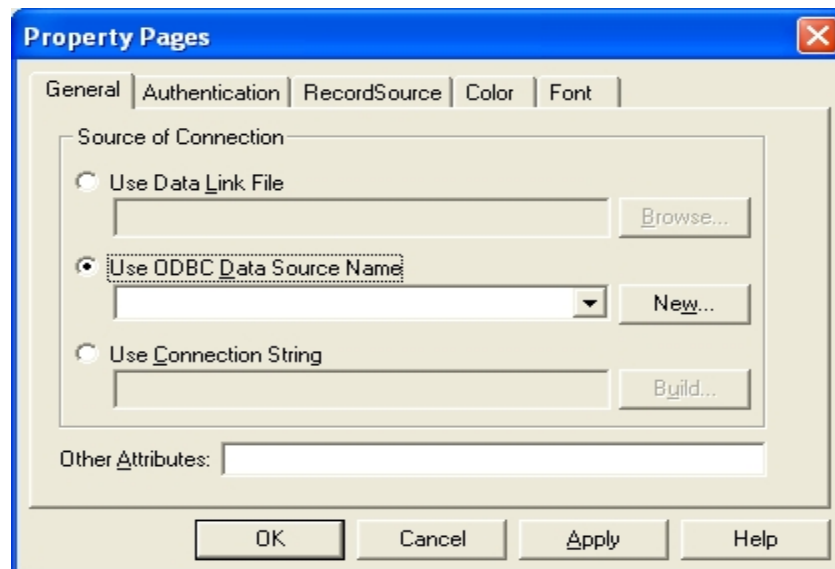 Property Pages
General Authentication RecordSource Color Font
Source of Connection
Use Data Link File
Browse...
Use ODBC Data Source Name
New...
Use Connection String
Build...
Other Attributes:
OK Cancel Apply Help